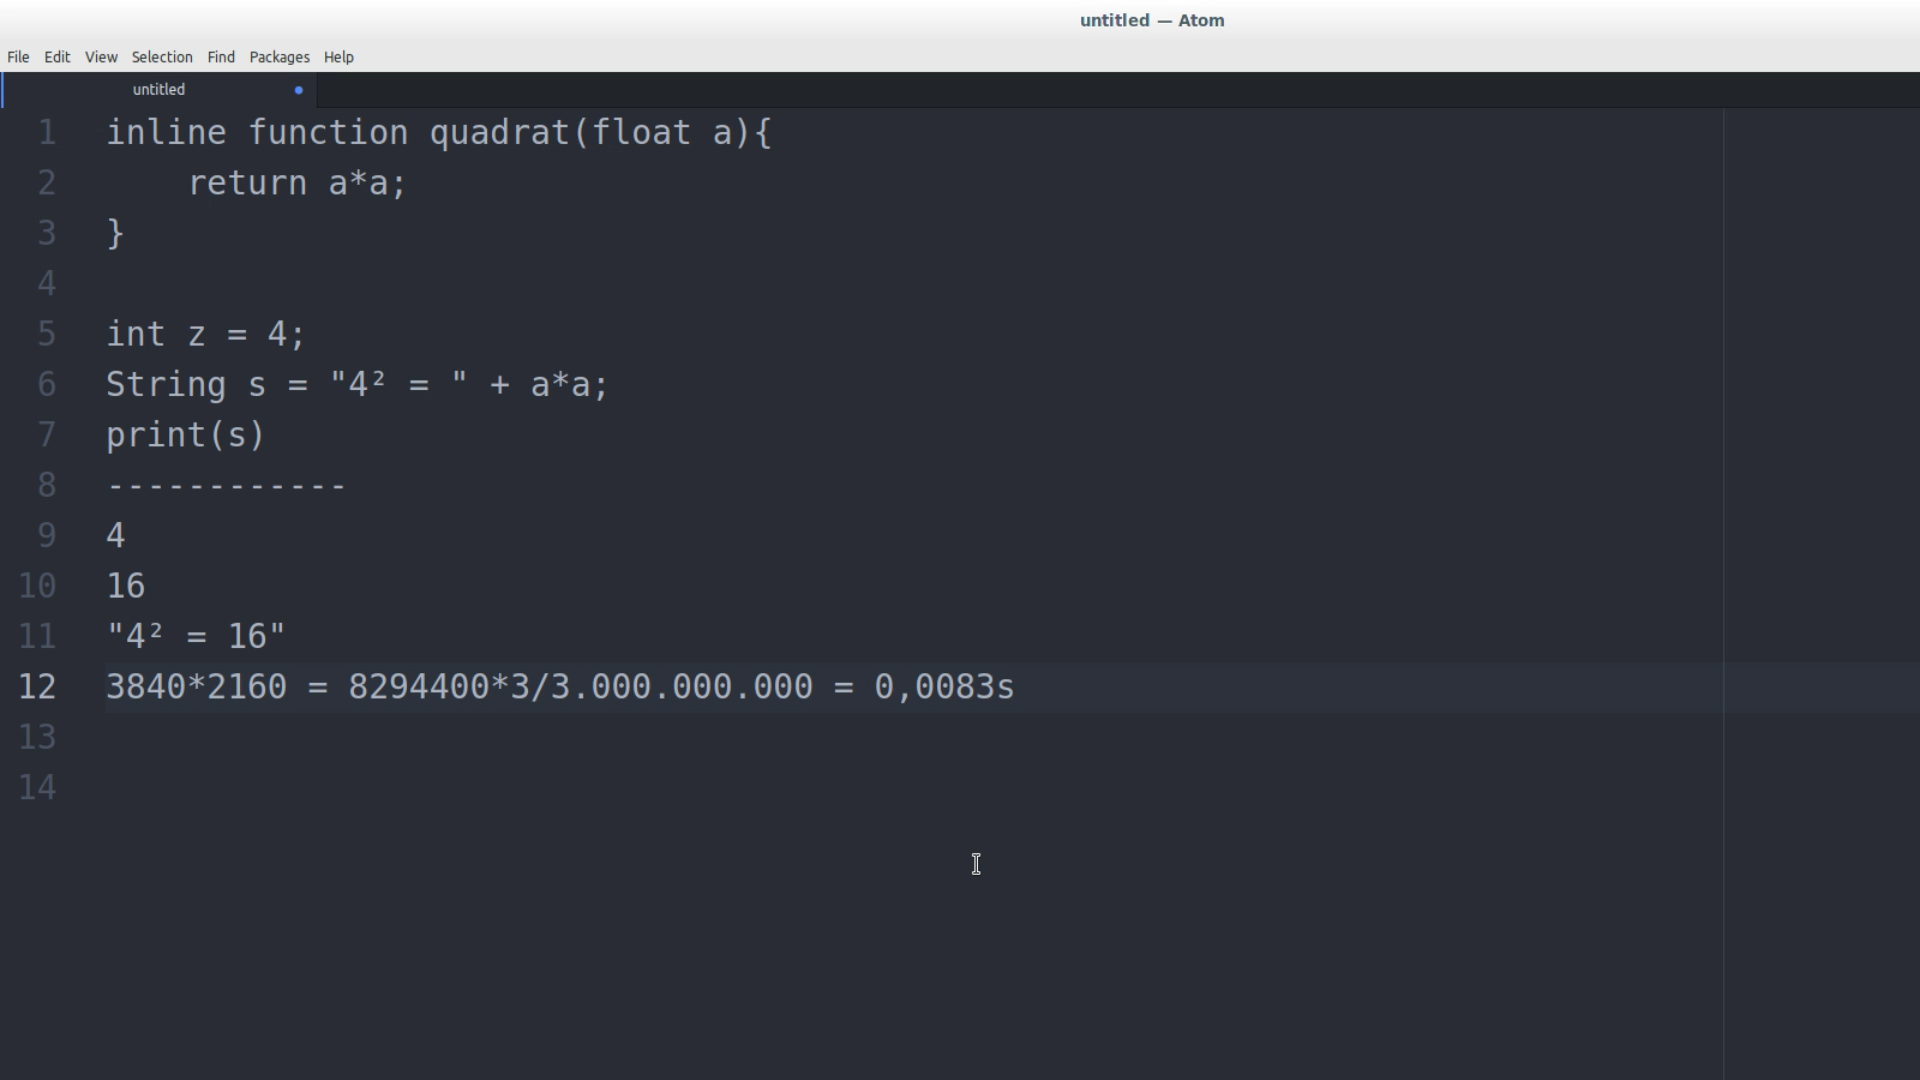 untitled — Atom
File Edit View Selection Find Packages Help
untitled
1 inline function quadrat(float a){
2 return a*a;
3 }
4
5 int z = 4;
6 String s = "4² = " + a*a;
7 print(s)
8 ------------
9 4
10 16
11 "4² = 16"
12 3840*2160 = 8294400*3/3.000.000.000 = 0,0083s
13
14